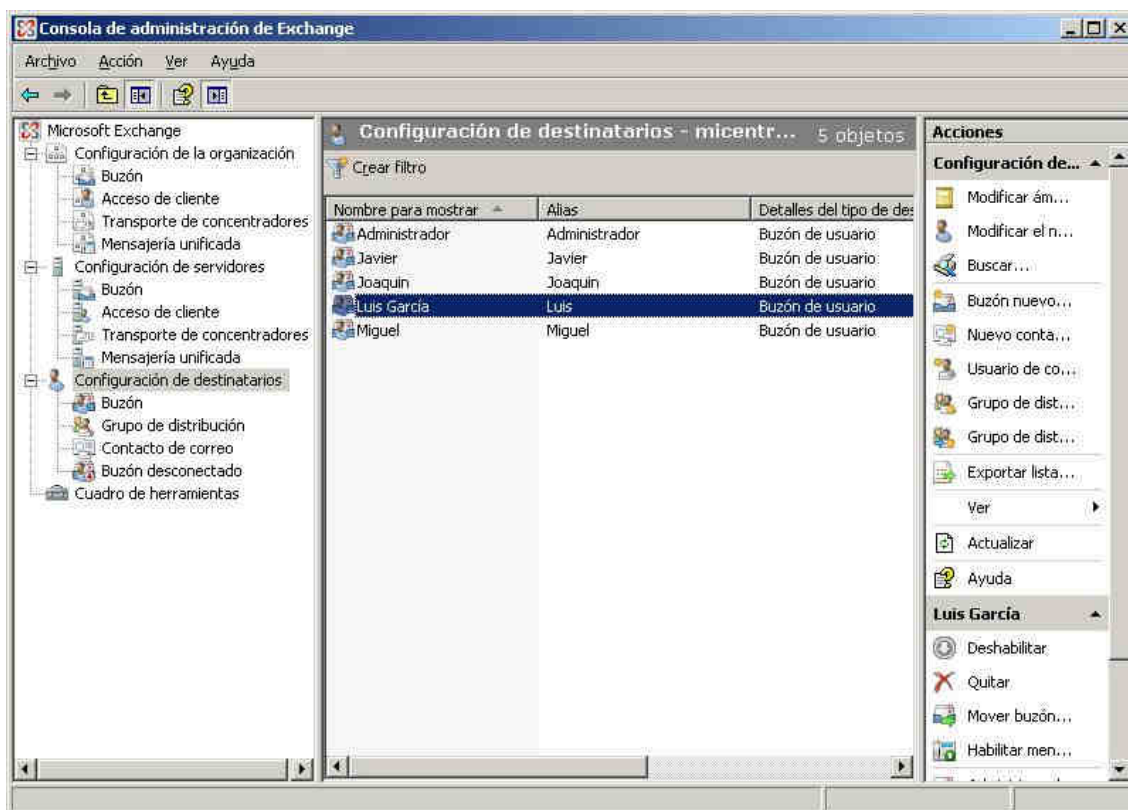 Consola de administración de Exchange
Archivo Acción Ver Ayuda
Microsoft Exchange
Configuración de la organización
Buzón
Acceso de cliente
Transporte de concentradores
Mensajería unificada
Configuración de servidores
Buzón
Acceso de cliente
Transporte de concentradores
Mensajería unificada
Configuración de destinatarios
Buzón
Grupo de distribución
Contacto de correo
Buzón desconectado
Cuadro de herramientas
Configuración de destinatarios - micentr... 5 objetos
Crear filtro
Nombre para mostrar Alias Detalles del tipo de des
Administrador Administrador Buzón de usuario
Javier Javier Buzón de usuario
Joaquin Joaquin Buzón de usuario
Luis García Luis Buzón de usuario
Miguel Miguel Buzón de usuario
Acciones
Configuración de...
Modificar ám...
Modificar el n...
Buscar...
Buzón nuevo...
Nuevo conta...
Usuario de co...
Grupo de dist...
Grupo de dist...
Exportar lista...
Ver
Actualizar
Ayuda
Luis García
Deshabilitar
Quitar
Mover buzón...
Habilitar men...